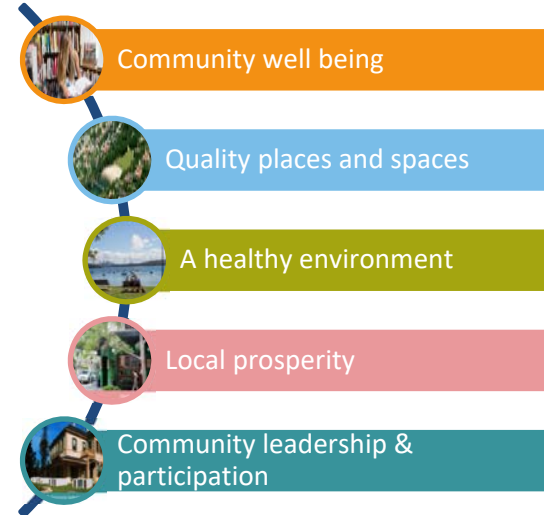 Community well being
Quality places and spaces
A healthy environment
Local prosperity
Community leadership &
participation